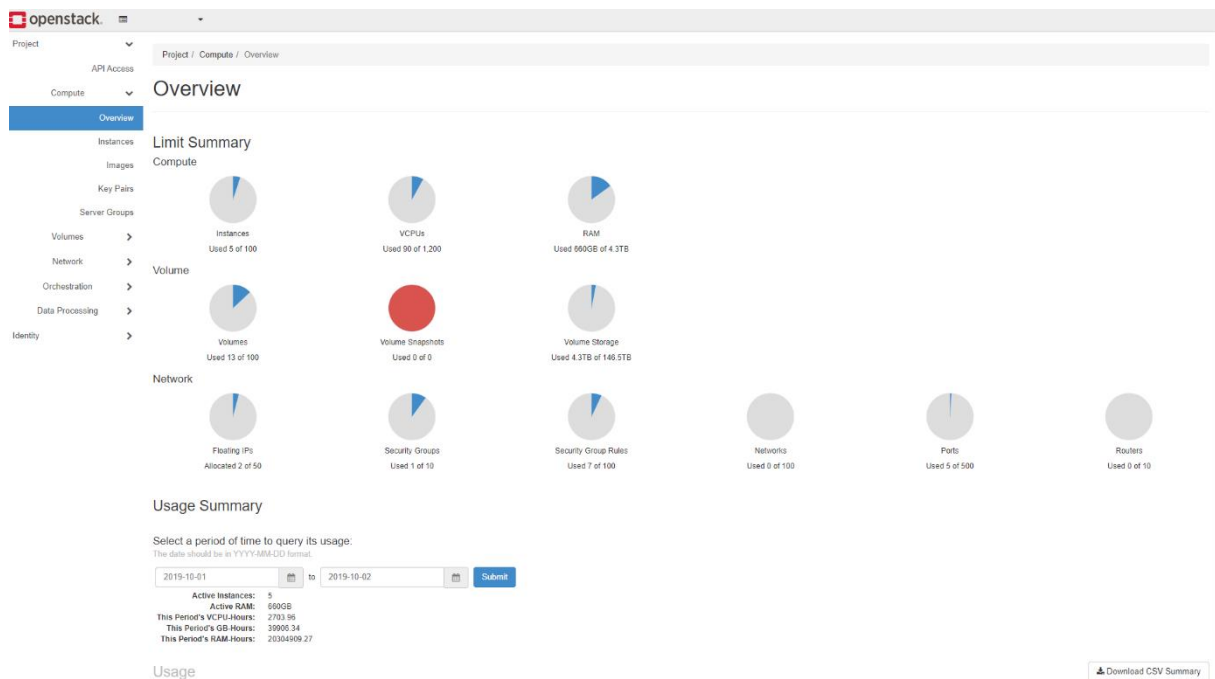 openstack.
Project
API Access
Compute
Overview
Instances
Images
Key Pairs
Server Groups
Volumes
Network
Orchestration
Data Processing
Identity
Project / Compute / Overview
Overview
Limit Summary
Compute
Instances VCPUs RAM
Used 5 of 100 Used 90 of 1,200 Used 660GB of 4.3TB
Volume
Volumes Volume Snapshots Volume Storage
Used 13 of 100 Used 0 of 0 Used 4.3TB of 146.5TB
Network
Floating IPs Security Groups Security Group Rules Networks Ports Routers
Allocated 2 of 50 Used 1 of 10 Used 7 of 100 Used 0 of 100 Used 5 of 500 Used 0 of 10
Usage Summary
Select a period of time to query its usage:
The date should be in YYYY-MM-DD format.
2019-10-01 to 2019-10-02 Submit
Active Instances: 5
Active RAM: 660GB
This Period's VCPU-Hours: 2703.96
This Period's GB-Hours: 39906.34
This Period's RAM-Hours: 20304909.27
Usage
Download CSV Summary